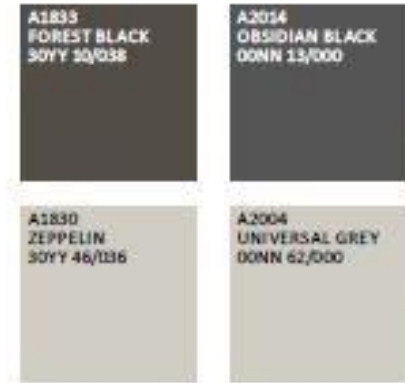 A1833
FOREST BLACK
30YY 10/038
A2014
OBSIDIAN BLACK
00NN 13/000
A1830
ZEPPELIN
30YY 46/036
A2004
UNIVERSAL GREY
00NN 62/000